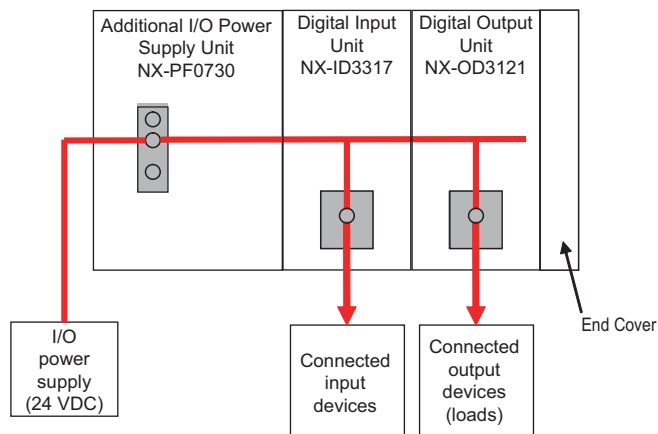 Additional I/O Power
Supply Unit
NX-PF0730
Digital Input
Unit
NX-ID3317
Digital Output
Unit
NX-OD3121
I/O
power
supply
(24 VDC)
Connected
input
devices
Connected
output
devices
(loads)
End Cover